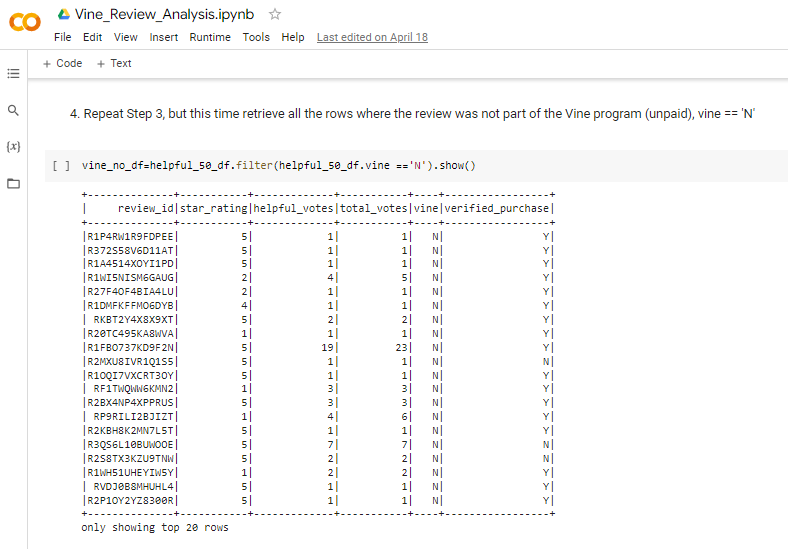 Vine_Review_Analysis.ipynb
File Edit View Insert Runtime Tools Help Last edited on April 18
+ Code + Text
4. Repeat Step 3, but this time retrieve all the rows where the review was not part of the Vine program (unpaid), vine == 'N'
[ ] vine_no_df=helpful_50_df.filter(helpful_50_df.vine =='N').show()
+--------------+-----------+-------------+-----------+----+-----------------+
|     review_id|star_rating|helpful_votes|total_votes|vine|verified_purchase|
+--------------+-----------+-------------+-----------+----+-----------------+
|R1P4RW1R9FDPEE|          5|            1|          1|   N|                Y|
|R372S58V6D11AT|          5|            1|          1|   N|                Y|
|R1A4514XOYI1PD|          5|            1|          1|   N|                Y|
|R1WI5NISM6GAUG|          2|            4|          5|   N|                Y|
|R27F4OF4BIA4LU|          2|            1|          1|   N|                Y|
|R1DMFKFFMO6DYB|          4|            1|          1|   N|                Y|
| RKBT2Y4X8X9XT|          5|            2|          2|   N|                Y|
|R20TC495KA8WVA|          1|            1|          1|   N|                Y|
|R1FBO737KD9F2N|          5|           19|         23|   N|                Y|
|R2MXU8IVR1Q1S5|          5|            1|          1|   N|                N|
|R1OQI7VXCRT3OY|          5|            1|          1|   N|                Y|
| RF1TWQWW6KMN2|          1|            3|          3|   N|                Y|
|R2BX4NP4XPPRUS|          5|            3|          3|   N|                Y|
| RP9RILI2BJIZT|          1|            4|          6|   N|                Y|
|R2KBH8K2MN7L5T|          5|            1|          1|   N|                Y|
|R3QS6L10BUWOOE|          5|            7|          7|   N|                N|
|R2S8TX3KZU9TNW|          5|            2|          2|   N|                N|
|R1WH51UHEYIW5Y|          1|            2|          2|   N|                Y|
| RVDJ0B8MHUHL4|          5|            1|          1|   N|                Y|
|R2P1OY2YZ8300R|          5|            1|          1|   N|                Y|
+--------------+-----------+-------------+-----------+----+-----------------+
only showing top 20 rows